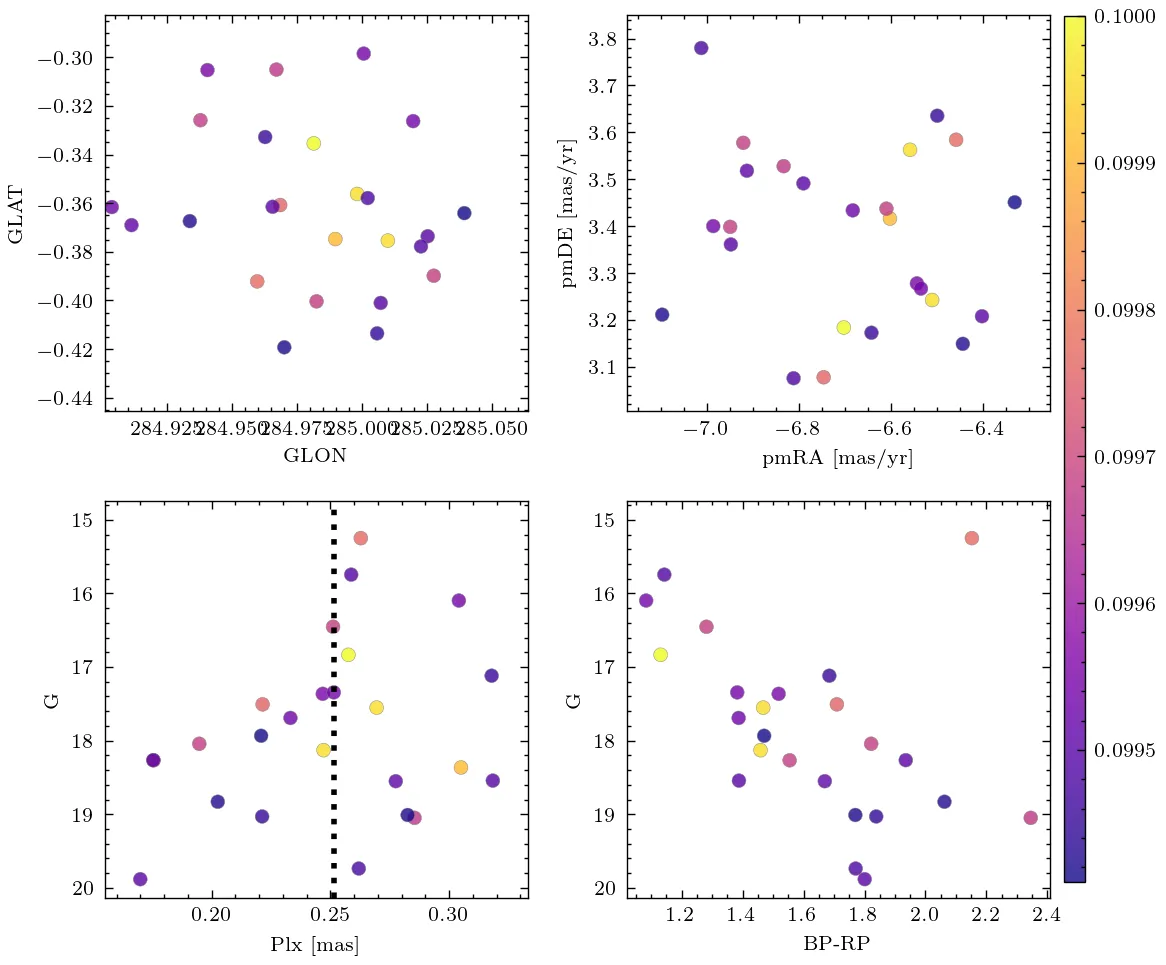 −0.30
−0.32
−0.34
−0.36
−0.38
−0.40
−0.42
−0.44
GLAT
284.925 284.950 284.975 285.000 285.025 285.050
GLON
3.8
3.7
3.6
3.5
3.4
3.3
3.2
3.1
pmDE [mas/yr]
−7.0 −6.8 −6.6 −6.4
pmRA [mas/yr]
0.1000
0.0999
0.0998
0.0997
0.0996
0.0995
15
16
17
18
19
20
G
0.20 0.25 0.30
Plx [mas]
15
16
17
18
19
20
G
1.2 1.4 1.6 1.8 2.0 2.2 2.4
BP-RP